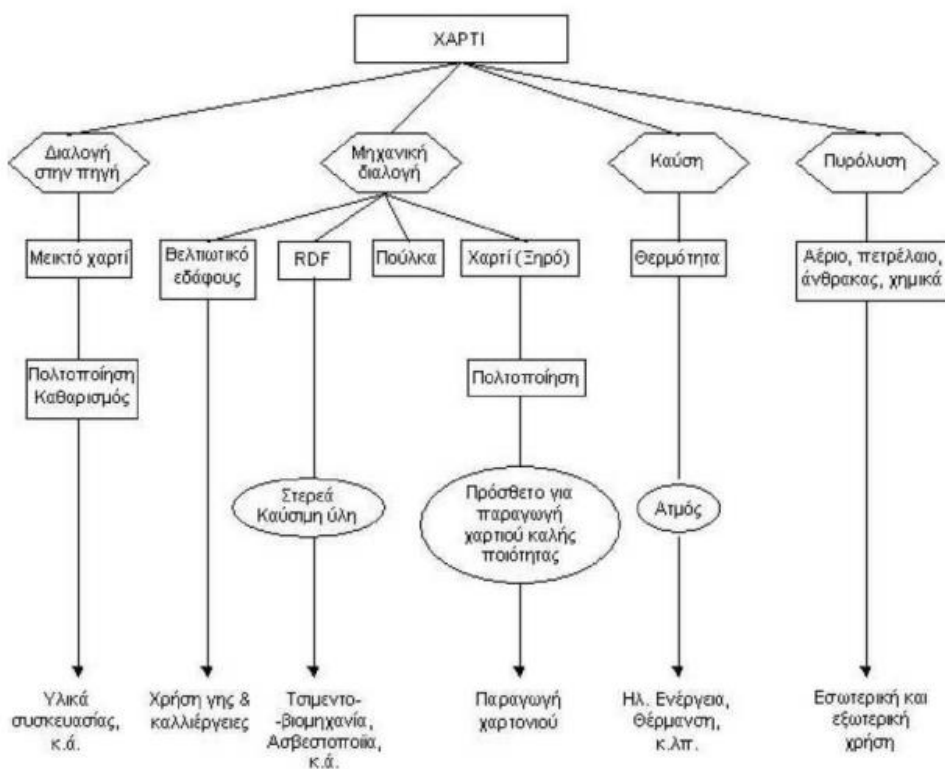 ΧΑΡΤΙ
Διαλογή
στην πηγή
Μηχανική
διαλογή
Καύση
Πυρόλυση
Μεικτό χαρτί
Βελτιωτικό
εδάφους
RDF
Πούλκα
Χαρτί (Ξηρό)
Θερμότητα
Αέριο, πετρέλαιο,
άνθρακας, χημικά
Πολτοποίηση
Καθαρισμός
Πολτοποίηση
Στερεά
Καύσιμη ύλη
Πρόσθετο για
παραγωγή
χαρτιού καλής
ποιότητας
Ατμός
Υλικά
συσκευασίας,
κ.ά.
Χρήση γης &
καλλιέργειες
Τσιμεντο-
-βιομηχανία,
Ασβεστοποιία,
κ.ά.
Παραγωγή
χαρτονιού
Ηλ. Ενέργεια,
Θέρμανση,
κ.λπ.
Εσωτερική και
εξωτερική
χρήση